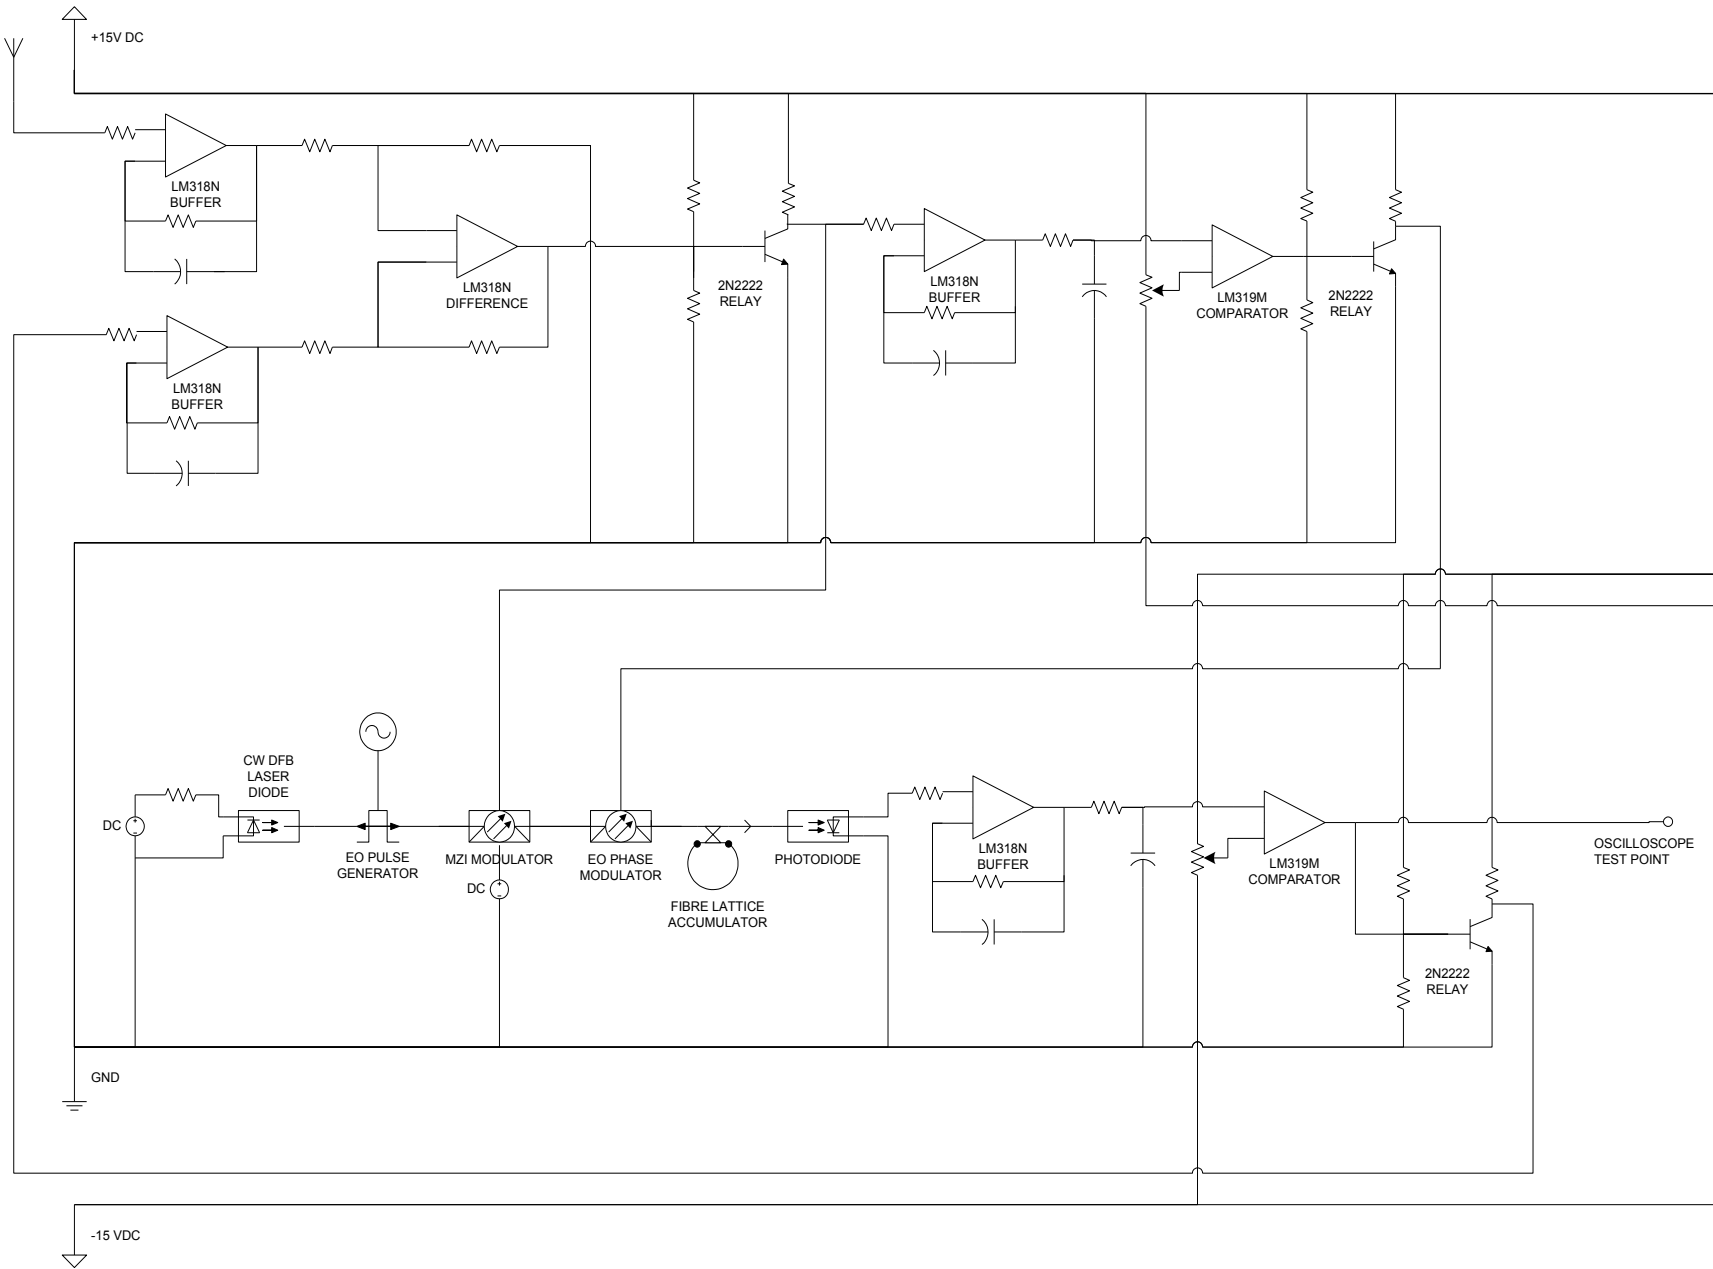 +15V DC
LM318N
BUFFER
LM318N
DIFFERENCE
2N2222
RELAY
LM318N
BUFFER
LM319M
COMPARATOR
2N2222
RELAY
LM318N
BUFFER
CW DFB
LASER
DIODE
DC
EO PULSE
GENERATOR
MZI MODULATOR
DC
EO PHASE
MODULATOR
FIBRE LATTICE
ACCUMULATOR
PHOTODIODE
LM318N
BUFFER
LM319M
COMPARATOR
OSCILLOSCOPE
TEST POINT
2N2222
RELAY
GND
-15 VDC